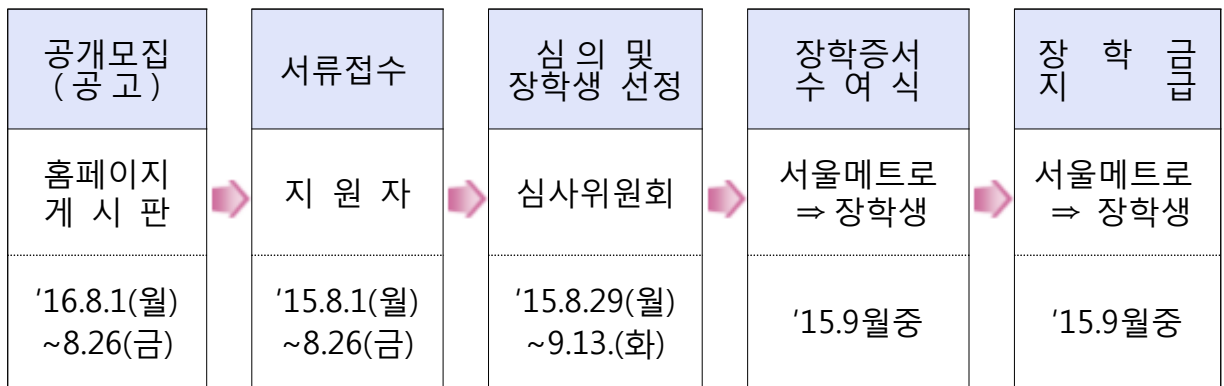 공개모집
( 공 고 )
홈페이지
게 시 판
'16.8.1(월)
~8.26(금)
서류접수
지 원 자
'15.8.1(월)
~8.26(금)
심 의 및
장학생 선정
심사위원회
'15.8.29(월)
~9.13.(화)
장학증서
수 여 식
서울메트로
⇒ 장학생
'15.9월중
장 학 금
지 급
서울메트로
⇒ 장학생
'15.9월중